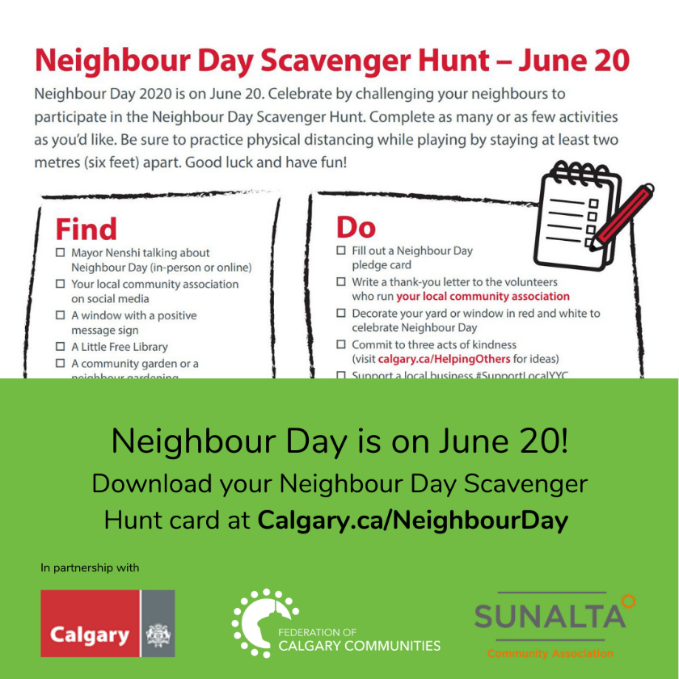 Neighbour Day Scavenger Hunt – June 20
Neighbour Day 2020 is on June 20. Celebrate by challenging your neighbours to
participate in the Neighbour Day Scavenger Hunt. Complete as many or as few activities
as you'd like. Be sure to practice physical distancing while playing by staying at least two
metres (six feet) apart. Good luck and have fun!
Find
Mayor Nenshi talking about
Neighbour Day (in-person or online)
Your local community association
on social media
A window with a positive
message sign
A Little Free Library
A community garden or a
neighbour gardening
Do
Fill out a Neighbour Day
pledge card
Write a thank-you letter to the volunteers
who run your local community association
Decorate your yard or window in red and white to
celebrate Neighbour Day
Commit to three acts of kindness
(visit calgary.ca/HelpingOthers for ideas)
Support a local business #SupportLocalYYC
Neighbour Day is on June 20!
Download your Neighbour Day Scavenger
Hunt card at Calgary.ca/NeighbourDay
In partnership with
Calgary
FEDERATION OF
CALGARY COMMUNITIES
SUNALTA
Community Association